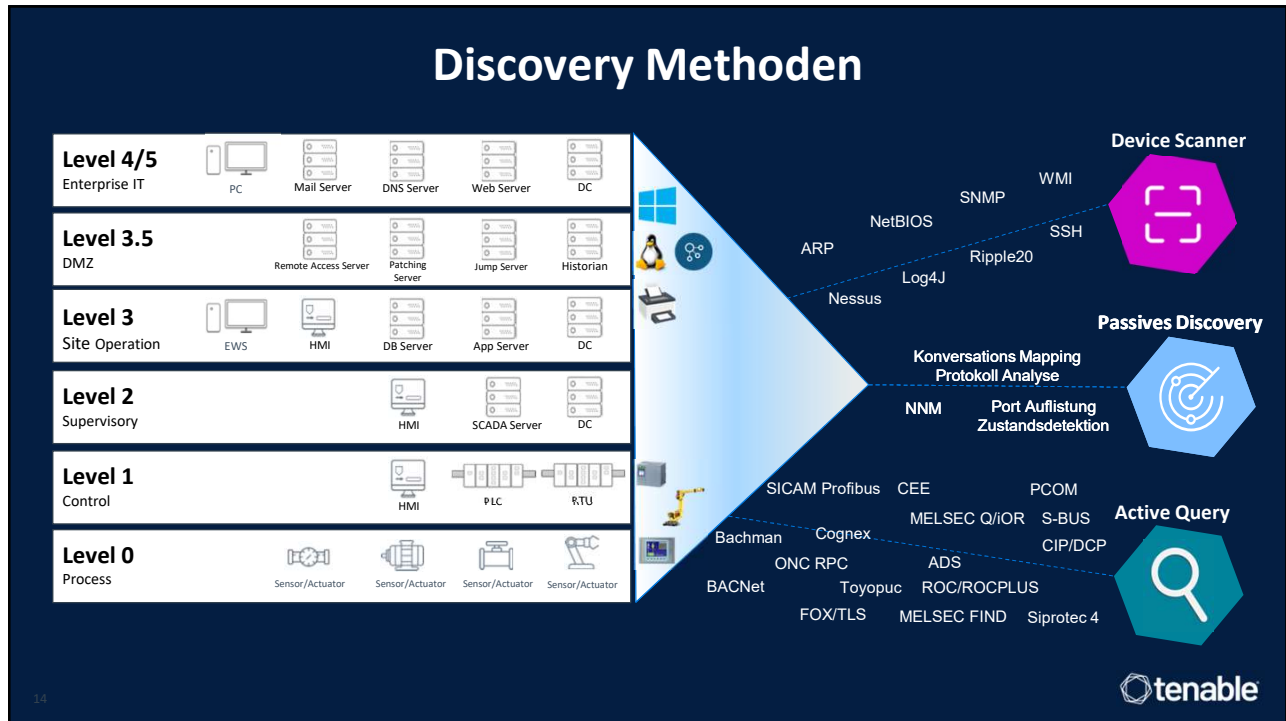 Discovery Methoden
Level 4/5
Enterprise IT
PC
Mail Server
DNS Server
Web Server
DC
Level 3.5
DMZ
Remote Access Server
Patching
Server
Jump Server
Historian
Level 3
Site Operation
EWS
HMI
DB Server
App Server
DC
Level 2
Supervisory
HMI
SCADA Server
DC
Level 1
Control
HMI
PLC
RTU
Level 0
Process
Sensor/Actuator
Sensor/Actuator
Sensor/Actuator
Sensor/Actuator
Device Scanner
WMI
SNMP
NetBIOS
SSH
ARP
Ripple20
Log4J
Nessus
Passives Discovery
Konversations Mapping
Protokoll Analyse
NNM
Port Auflistung
Zustandsdetektion
Active Query
SICAM Profibus
CEE
PCOM
MELSEC Q/iOR
S-BUS
Bachman
Cognex
CIP/DCP
ONC RPC
ADS
BACNet
Toyopuc
ROC/ROCPLUS
FOX/TLS
MELSEC FIND
Siprotec 4
14
tenable